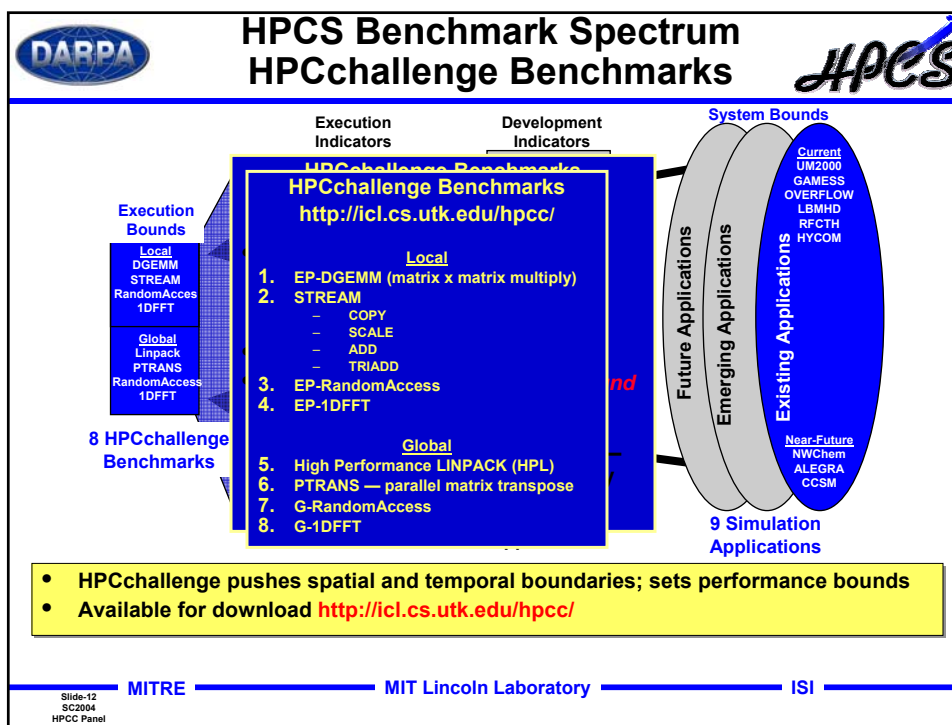 DARPA
HPCS Benchmark Spectrum
HPCchallenge Benchmarks
HPCS
Execution
Indicators
Development
Indicators
System Bounds
Execution
Bounds
Local
DGEMM
STREAM
RandomAcces
1DFFT
Global
Linpack
PTRANS
RandomAccess
1DFFT
8 HPCchallenge
Benchmarks
HPCchallenge Benchmarks
HPCchallenge Benchmarks
http://icl.cs.utk.edu/hpcc/
Local
1. EP-DGEMM (matrix x matrix multiply)
2. STREAM
– COPY
– SCALE
– ADD
– TRIADD
3. EP-RandomAccess
4. EP-1DFFT
Global
5. High Performance LINPACK (HPL)
6. PTRANS — parallel matrix transpose
7. G-RandomAccess
8. G-1DFFT
Future Applications
Emerging Applications
Existing Applications
Current
UM2000
GAMESS
OVERFLOW
LBMHD
RFCTH
HYCOM
Near-Future
NWChem
ALEGRA
CCSM
9 Simulation
Applications
• HPCchallenge pushes spatial and temporal boundaries; sets performance bounds
• Available for download http://icl.cs.utk.edu/hpcc/
Slide-12
SC2004
HPCC Panel
MITRE
MIT Lincoln Laboratory
ISI